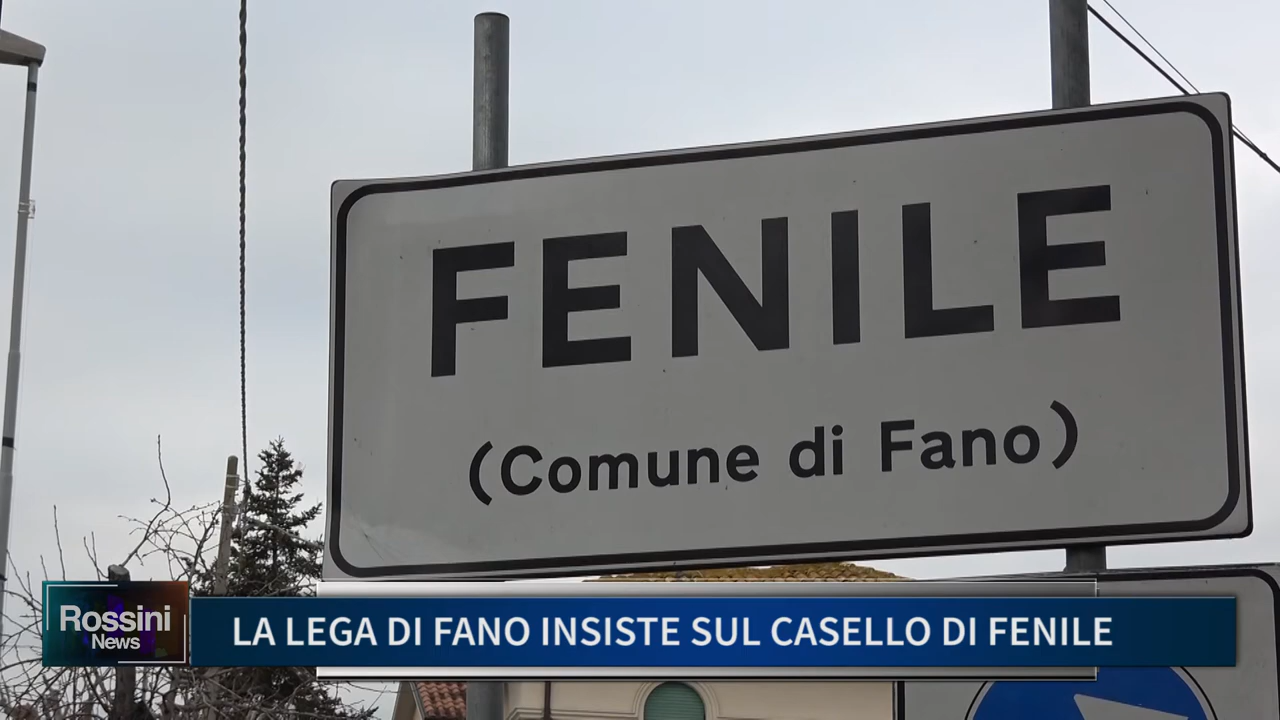 FENILE
(Comune di Fano)
Rossini
News
LA LEGA DI FANO INSISTE SUL CASELLO DI FENILE